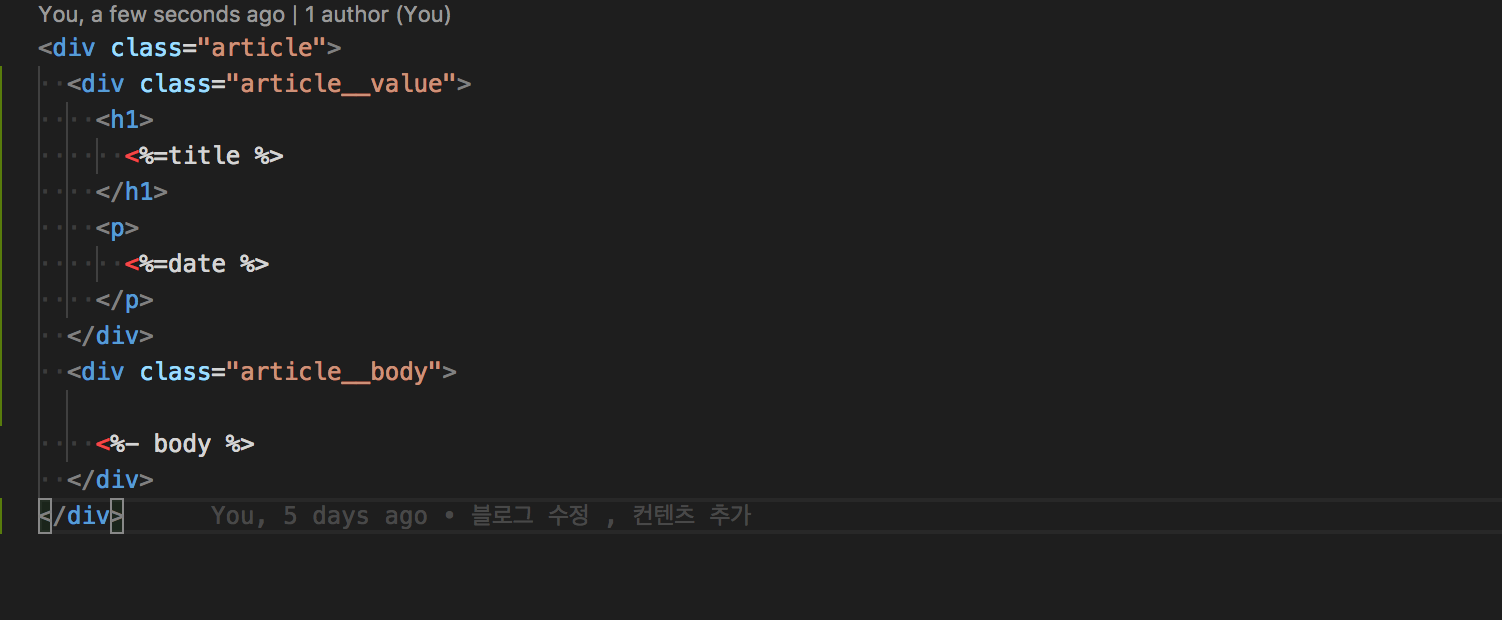 You, a few seconds ago | 1 author (You)
<div class="article">
<div class="article__value">
<h1>
<%=title %>
</h1>
<p>
<%=date %>
</p>
</div>
<div class="article__body">
<%- body %>
</div>
</div> You, 5 days ago • 블로그 수정 , 컨텐츠 추가